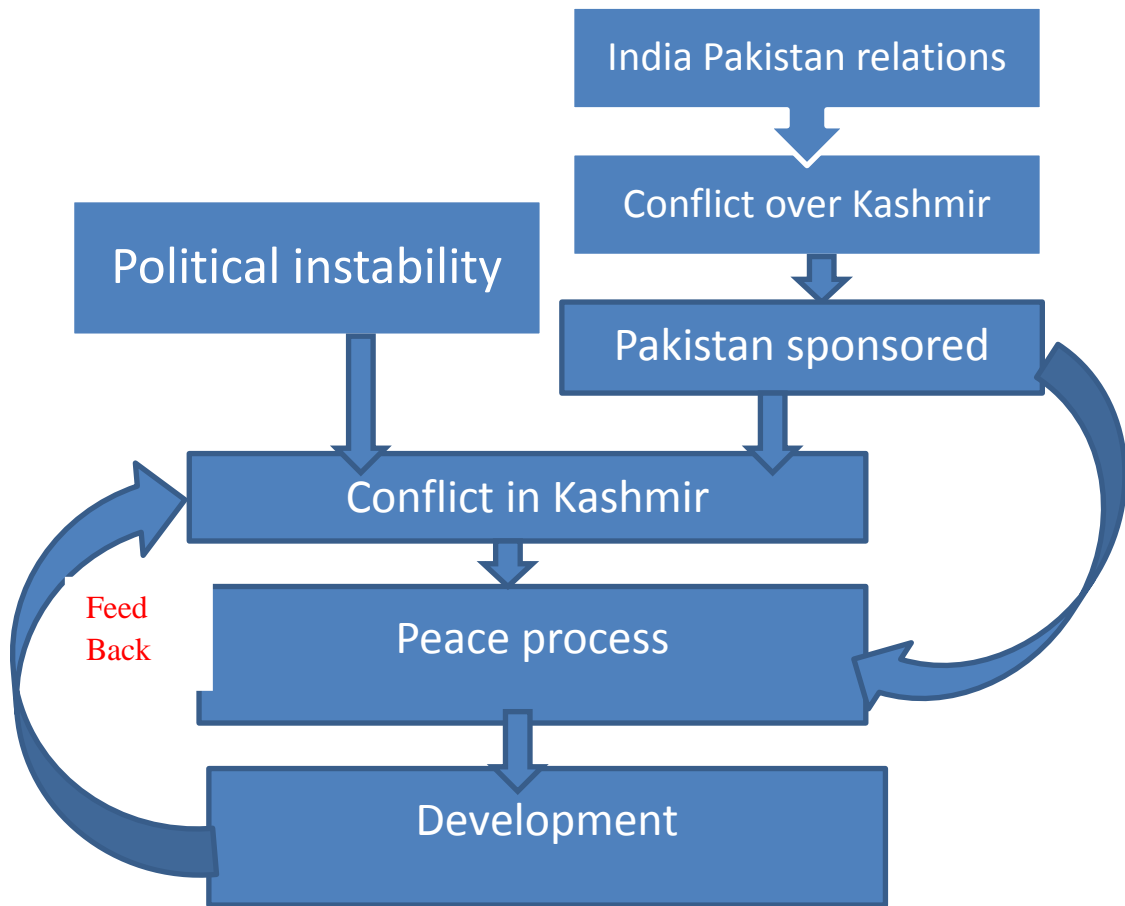 India Pakistan relations
Conflict over Kashmir
Political instability
Pakistan sponsored
Conflict in Kashmir
Feed
Back
Peace process
Development